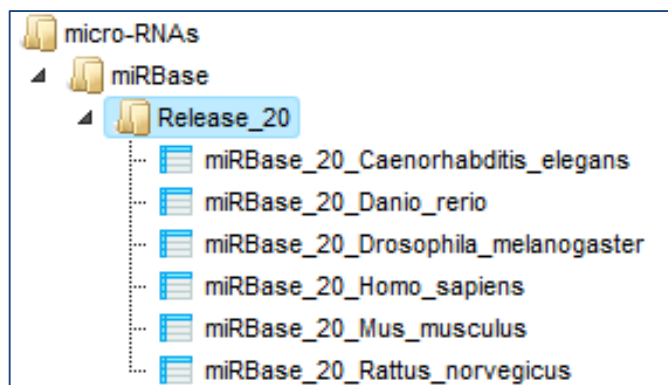 micro-RNAs
miRBase
Release_20
miRBase_20_Caenorhabditis_elegans
miRBase_20_Danio_rerio
miRBase_20_Drosophila_melanogaster
miRBase_20_Homo_sapiens
miRBase_20_Mus_musculus
miRBase_20_Rattus_norvegicus